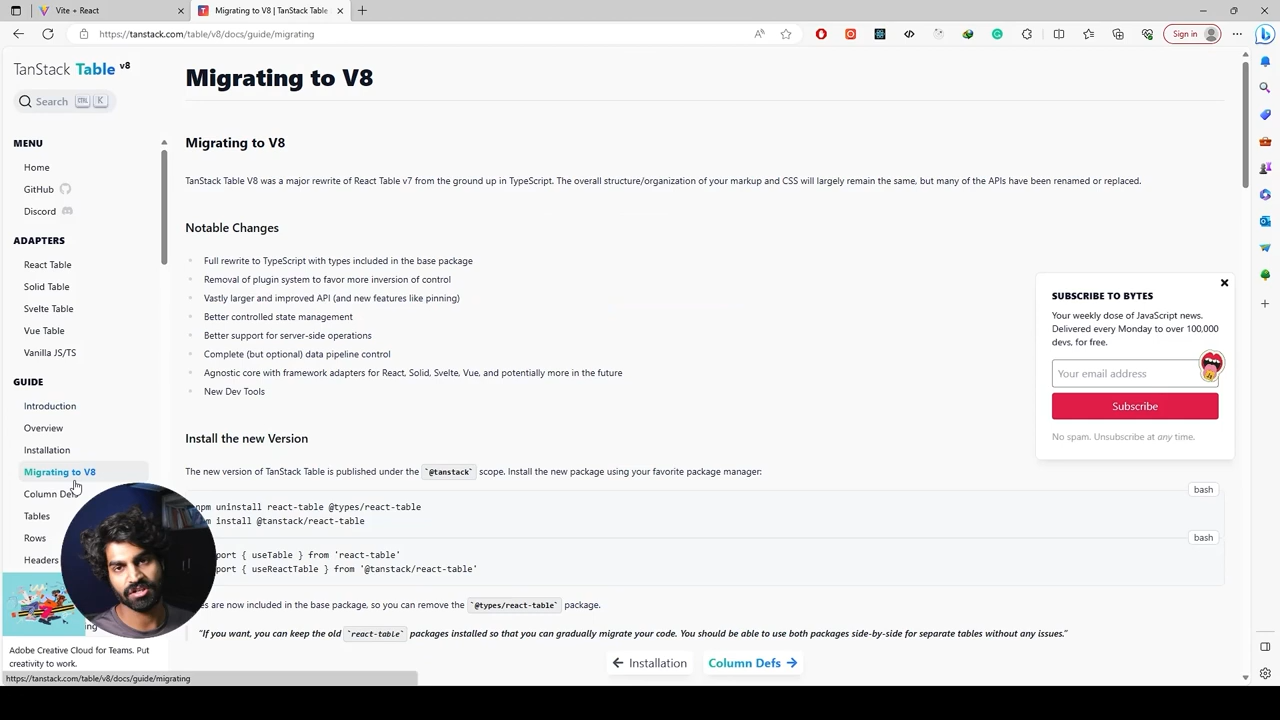 Vite + React
Migrating to V8 | TanStack Table
https://tanstack.com/table/v8/docs/guide/migrating
Sign in
TanStack Table v8
Search CTRL K
MENU
Home
GitHub
Discord
ADAPTERS
React Table
Solid Table
Svelte Table
Vue Table
Vanilla JS/TS
GUIDE
Introduction
Overview
Installation
Migrating to V8
Column
Tables
Rows
Headers
Adobe Creative Cloud for Teams. Put
creativity to work.
https://tanstack.com/table/v8/docs/guide/migrating
Migrating to V8
Migrating to V8
TanStack Table V8 was a major rewrite of React Table v7 from the ground up in TypeScript. The overall structure/organization of your markup and CSS will largely remain the same, but many of the APIs have been renamed or replaced.
Notable Changes
Full rewrite to TypeScript with types included in the base package
Removal of plugin system to favor more inversion of control
Vastly larger and improved API (and new features like pinning)
Better controlled state management
Better support for server-side operations
Complete (but optional) data pipeline control
Agnostic core with framework adapters for React, Solid, Svelte, Vue, and potentially more in the future
New Dev Tools
Install the new Version
The new version of TanStack Table is published under the `@tanstack` scope. Install the new package using your favorite package manager:
bash
npm uninstall react-table @types/react-table
install @tanstack/react-table
bash
{ useTable } from 'react-table'
{ useReactTable } from '@tanstack/react-table'
are now included in the base package, so you can remove the `@types/react-table` package.
"If you want, you can keep the old `react-table` packages installed so that you can gradually migrate your code. You should be able to use both packages side-by-side for separate tables without any issues."
← Installation
Column Defs →
SUBSCRIBE TO BYTES
Your weekly dose of JavaScript news.
Delivered every Monday to over 100,000
devs, for free.
Your email address
Subscribe
No spam. Unsubscribe at any time.